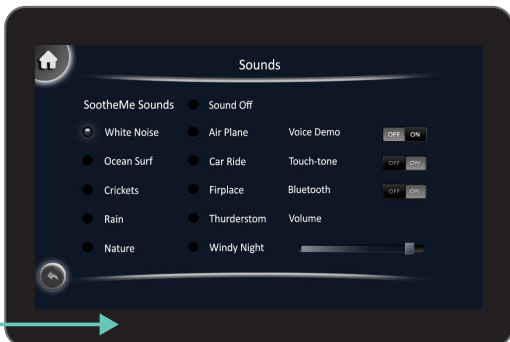 Sounds
SootheMe Sounds Sound Off
White Noise Air Plane Voice Demo OFF ON
Ocean Surf Car Ride Touch-tone OFF ON
Crickets Firplace Bluetooth OFF ON
Rain Thurderstom Volume
Nature Windy Night